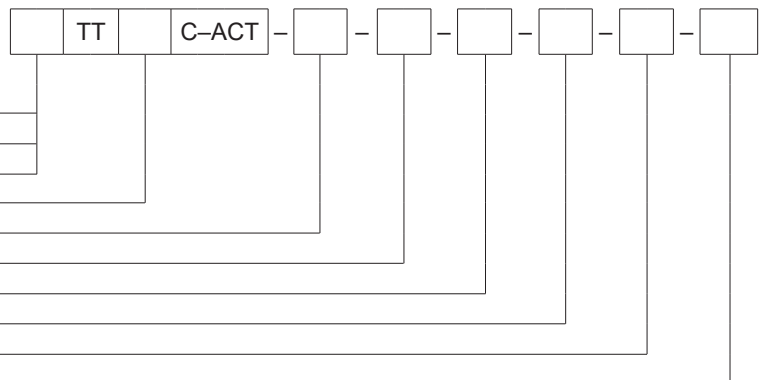 TT C–ACT – – – – – –